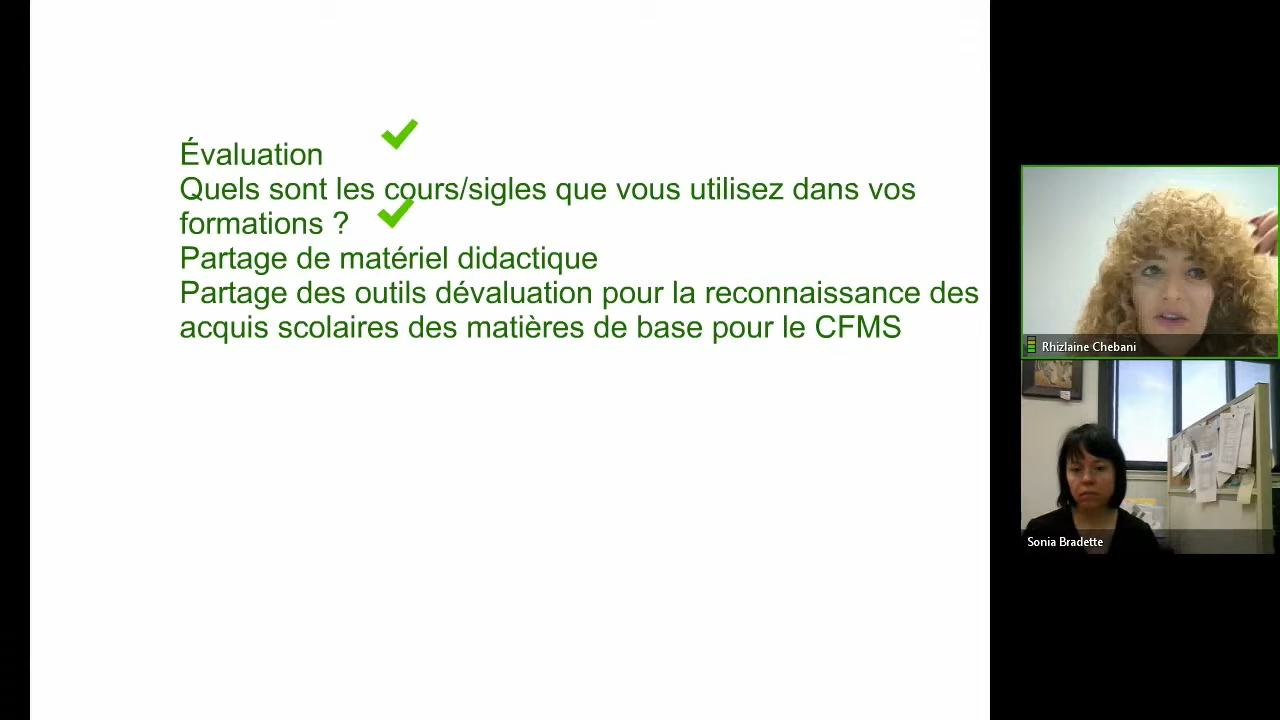 Évaluation
Quels sont les cours/sigles que vous utilisez dans vos
formations ?
Partage de matériel didactique
Partage des outils dévaluation pour la reconnaissance des
acquis scolaires des matières de base pour le CFMS
Rhizlaine Chebani
Sonia Bradette